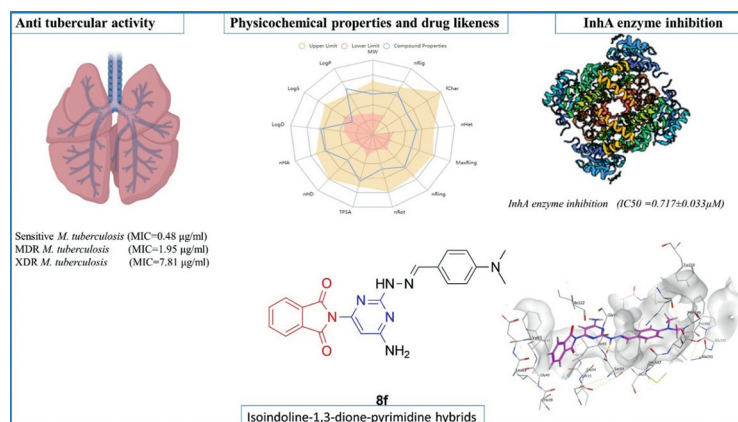 Anti tubercular activity
Physicochemical properties and drug likeness
InhA enzyme inhibition
Upper Limit
Lower Limit
Compound Properties
MW
LogP
nRig
LogS
fChar
LogD
nHet
nHA
MaxRing
nHD
nRing
TPSA
nRot
InhA enzyme inhibition (IC50 =0.717±0.033µM)
Sensitive M. tuberculosis (MIC=0.48 µg/ml)
MDR M. tuberculosis (MIC=1.95 µg/ml)
XDR M. tuberculosis (MIC=7.81 µg/ml)
O
N
O
N
N
NH2
HN-N
N
8f
Isoindoline-1,3-dione-pyrimidine hybrids